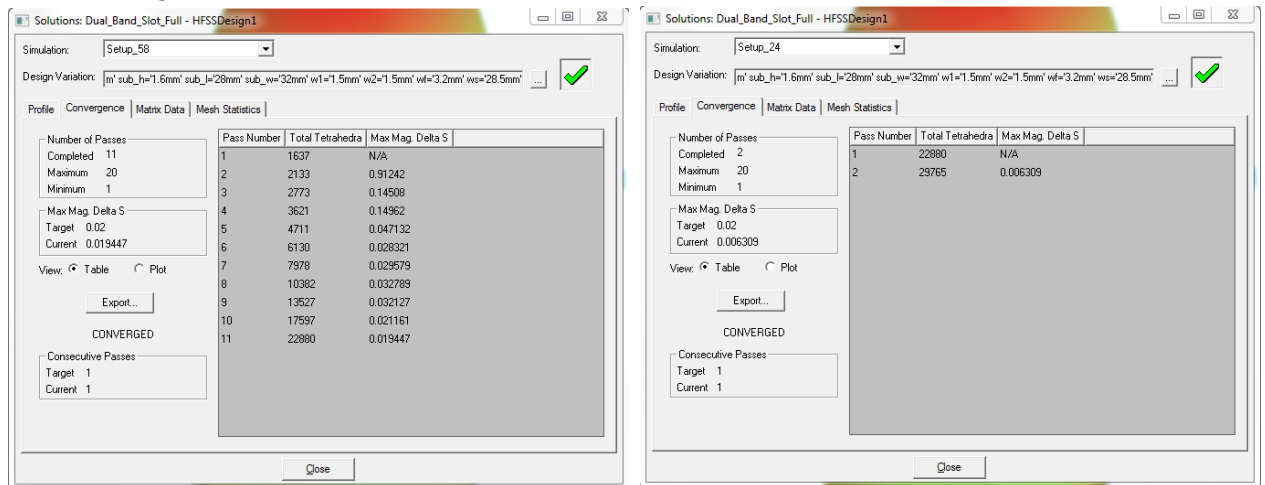 Solutions: Dual_Band_Slot_Full - HFSSDesign1
Simulation: Setup_58
Design Variation: m' sub_h='1.6mm' sub_l='28mm' sub_w='32mm' w1='1.5mm' w2='1.5mm' wf='3.2mm' ws='28.5mm' ...
Profile Convergence Matrix Data Mesh Statistics
Number of Passes
Completed 11
Maximum 20
Minimum 1
Max Mag. Delta S
Target 0.02
Current 0.019447
View: Table Plot
Export...
CONVERGED
Consecutive Passes
Target 1
Current 1
Pass Number Total Tetrahedra Max Mag. Delta S
1 1637 N/A
2 2133 0.91242
3 2773 0.14508
4 3621 0.14962
5 4711 0.047132
6 6130 0.028321
7 7978 0.029579
8 10382 0.032789
9 13527 0.032127
10 17597 0.021161
11 22880 0.019447
Close
Solutions: Dual_Band_Slot_Full - HFSSDesign1
Simulation: Setup_24
Design Variation: m' sub_h='1.6mm' sub_l='28mm' sub_w='32mm' w1='1.5mm' w2='1.5mm' wf='3.2mm' ws='28.5mm' ...
Profile Convergence Matrix Data Mesh Statistics
Number of Passes
Completed 2
Maximum 20
Minimum 1
Max Mag. Delta S
Target 0.02
Current 0.006309
View: Table Plot
Export...
CONVERGED
Consecutive Passes
Target 1
Current 1
Pass Number Total Tetrahedra Max Mag. Delta S
1 22880 N/A
2 29765 0.006309
Close